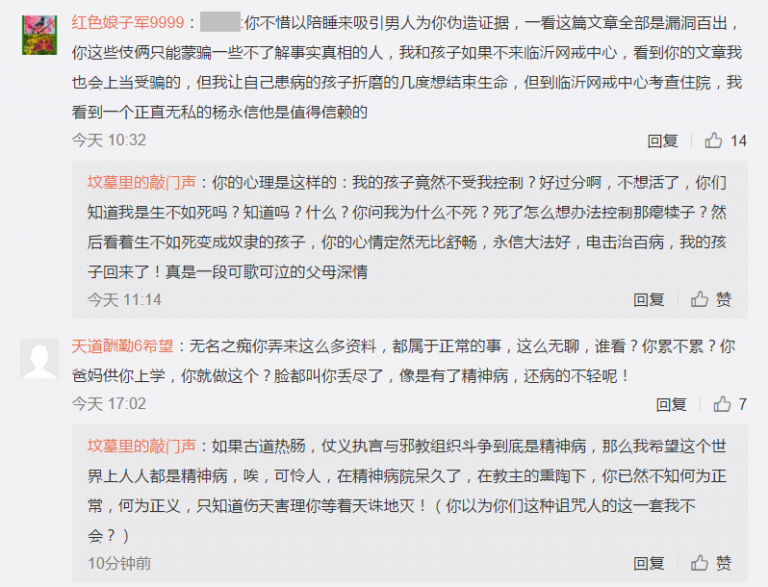 红色娘子军9999：:你不惜以陪睡来吸引男人为你伪造证据，一看这篇文章全部是漏洞百出，
你这些伎俩只能蒙骗一些不了解事实真相的人，我和孩子如果不来临沂网戒中心，看到你的文章我
也会上当受骗的，但我让自己患病的孩子折磨的几度想结束生命，但到临沂网戒中心考查住院，我
看到一个正直无私的杨永信他是值得信赖的
今天 10:32 回复 14
坟墓里的敲门声：你的心理是这样的：我的孩子竟然不受我控制？好过分啊，不想活了，你们
知道我是生不如死吗？知道吗？什么？你问我为什么不死？死了怎么想办法控制那瘪犊子？然
后看着生不如死变成奴隶的孩子，你的心情定然无比舒畅，永信大法好，电击治百病，我的孩
子回来了！真是一段可歌可泣的父母深情
今天 11:14 回复 赞
天道酬勤6希望：无名之痴你弄来这么多资料，都属于正常的事，这么无聊，谁看？你累不累？你
爸妈供你上学，你就做这个？脸都叫你丢尽了，像是有了精神病，还病的不轻呢！
今天 17:02 回复 7
坟墓里的敲门声：如果古道热肠，仗义执言与邪教组织斗争到底是精神病，那么我希望这个世
界上人人都是精神病，唉，可怜人，在精神病院呆久了，在教主的熏陶下，你已然不知何为正
常，何为正义，只知道伤天害理你等着天诛地灭！（你以为你们这种诅咒人的这一套我不
会？）
10分钟前 回复 赞